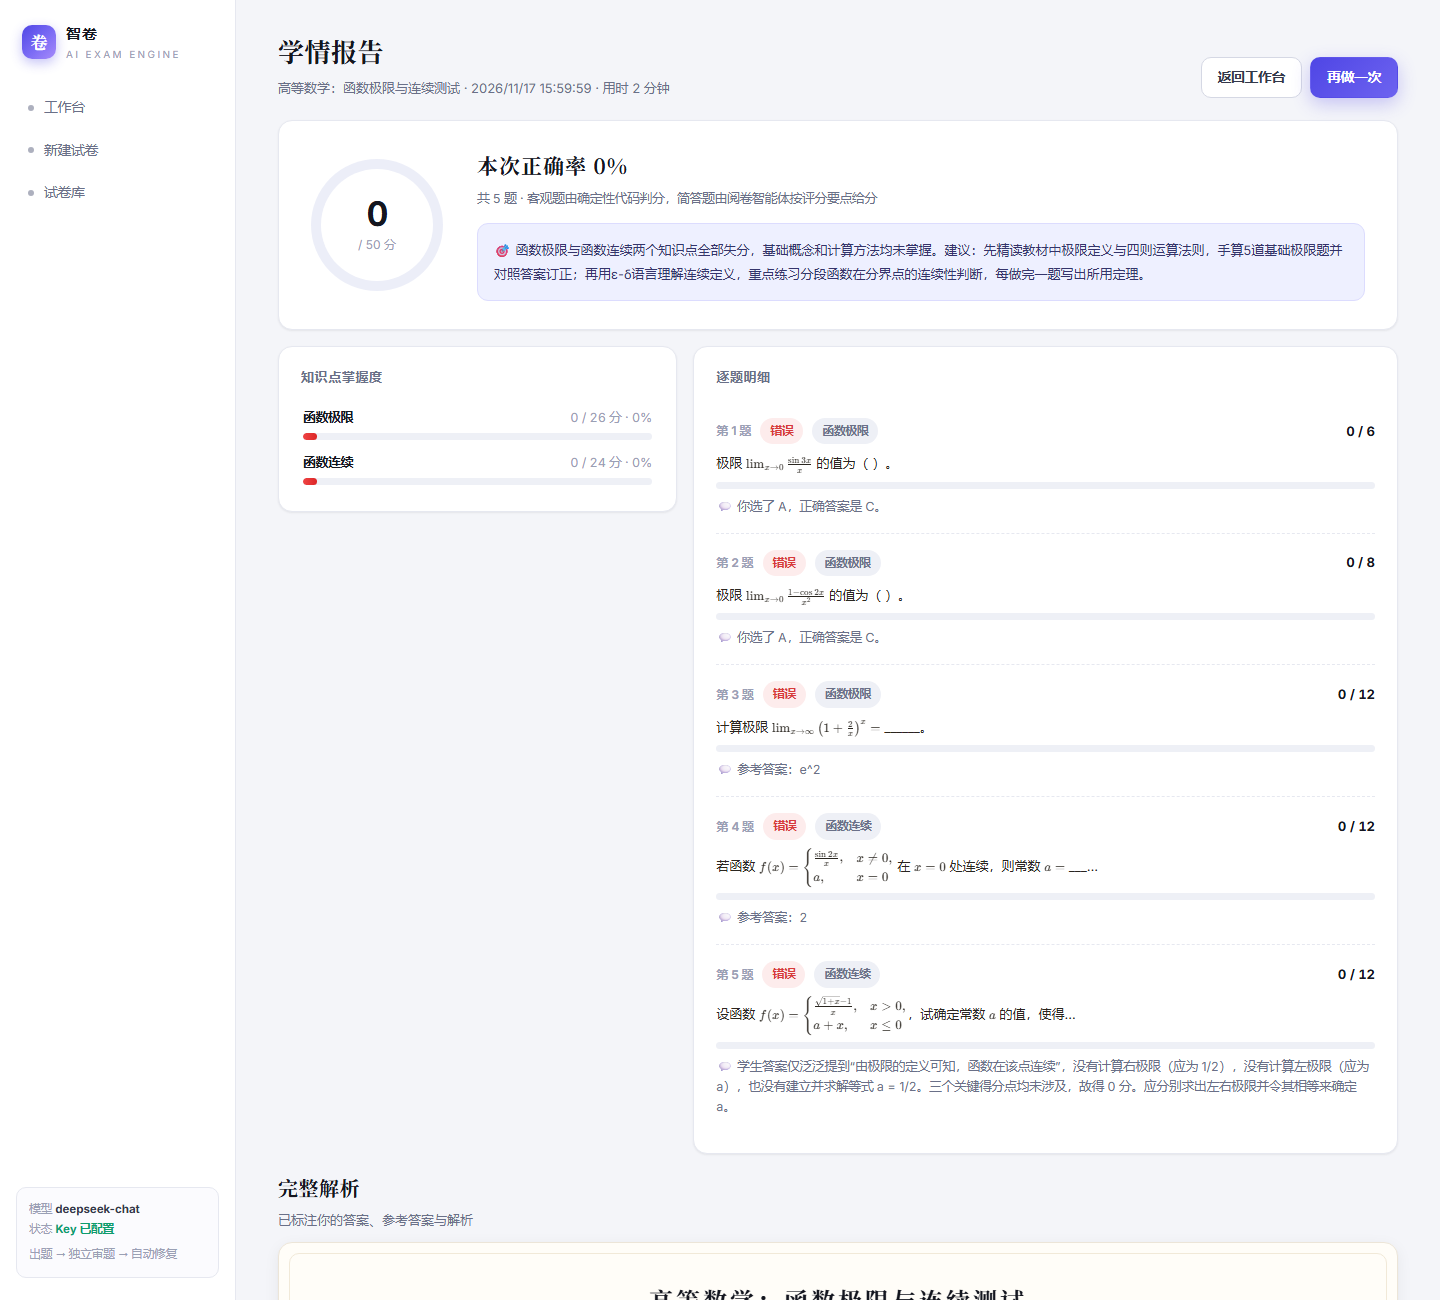 卷 智卷
AI EXAM ENGINE
工作台
新建试卷
试卷库
模型 deepseek-chat
状态 Key 已配置
出题 → 独立审题 → 自动修复
学情报告
高等数学：函数极限与连续测试 · 2026/11/17 15:59:59 · 用时 2 分钟
返回工作台
再做一次
0
/ 50 分
本次正确率 0%
共 5 题 · 客观题由确定性代码判分，简答题由阅卷智能体按评分要点给分
🎯 函数极限与函数连续两个知识点全部失分，基础概念和计算方法均未掌握。建议：先精读教材中极限定义与四则运算法则，手算5道基础极限题并
对照答案订正；再用ε-δ语言理解连续定义，重点练习分段函数在分界点的连续性判断，每做完一题写出所用定理。
知识点掌握度
函数极限 0 / 26 分 · 0%
函数连续 0 / 24 分 · 0%
逐题明细
第 1 题 错误 函数极限 0 / 6
极限 lim_{x→0} \frac{sin 3x}{x} 的值为（ ）。
💬 你选了 A，正确答案是 C。
第 2 题 错误 函数极限 0 / 8
极限 lim_{x→0} \frac{1−cos 2x}{x^2} 的值为（ ）。
💬 你选了 A，正确答案是 C。
第 3 题 错误 函数极限 0 / 12
计算极限 lim_{x→∞} (1 + \frac{2}{x})^x = ______。
💬 参考答案：e^2
第 4 题 错误 函数连续 0 / 12
若函数 f(x) = { \frac{sin 2x}{x}, x ≠ 0, a, x = 0 在 x = 0 处连续，则常数 a = ___...
💬 参考答案：2
第 5 题 错误 函数连续 0 / 12
设函数 f(x) = { \frac{√(1+x)−1}{x}, x > 0, a + x, x ≤ 0 ，试确定常数 a 的值，使得...
💬 学生答案仅泛泛提到“由极限的定义可知，函数在该点连续”，没有计算右极限（应为 1/2），没有计算左极限（应为
a），也没有建立并求解等式 a = 1/2。三个关键得分点均未涉及，故得 0 分。应分别求出左右极限并令其相等来确定
a。
完整解析
已标注你的答案、参考答案与解析
高等数学：函数极限与连续测试